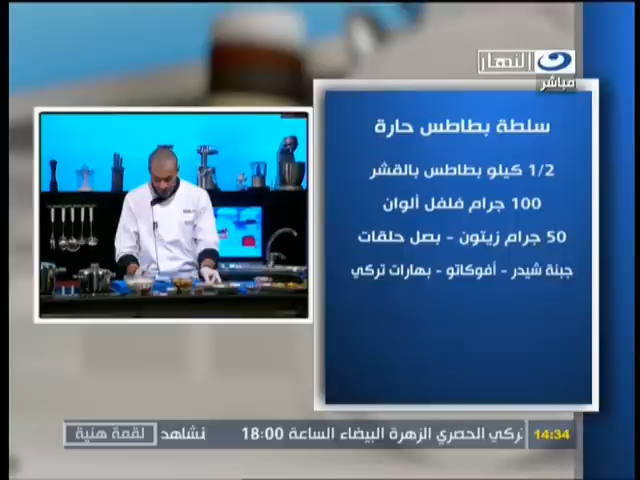 النهار
مباشر
سلطة بطاطس حارة
1/2 كيلو بطاطس بالقشر
100 جرام فلفل ألوان
50 جرام زيتون - بصل حلقات
جبنة شيدر - أفوكاتو - بهارات تركي
لقمة هنية
نشاهد
تركي الحصري الزهرة البيضاء الساعة 18:00
14:34